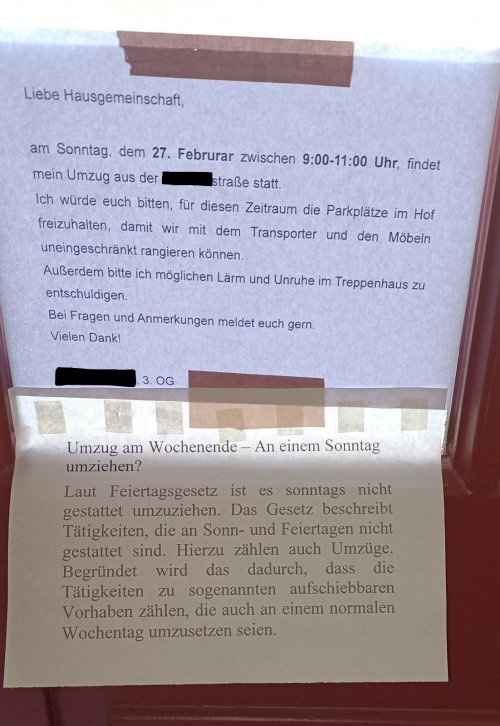 Liebe Hausgemeinschaft,
am Sonntag, dem 27. Februrar zwischen 9:00-11:00 Uhr, findet
mein Umzug aus der straße statt.
Ich würde euch bitten, für diesen Zeitraum die Parkplätze im Hof
freizuhalten, damit wir mit dem Transporter und den Möbeln
uneingeschränkt rangieren können.
Außerdem bitte ich möglichen Lärm und Unruhe im Treppenhaus zu
entschuldigen.
Bei Fragen und Anmerkungen meldet euch gern.
Vielen Dank!
, 3. OG
Umzug am Wochenende – An einem Sonntag
umziehen?
Laut Feiertagsgesetz ist es sonntags nicht
gestattet umzuziehen. Das Gesetz beschreibt
Tätigkeiten, die an Sonn- und Feiertagen nicht
gestattet sind. Hierzu zählen auch Umzüge.
Begründet wird das dadurch, dass die
Tätigkeiten zu sogenannten aufschiebbaren
Vorhaben zählen, die auch an einem normalen
Wochentag umzusetzen seien.